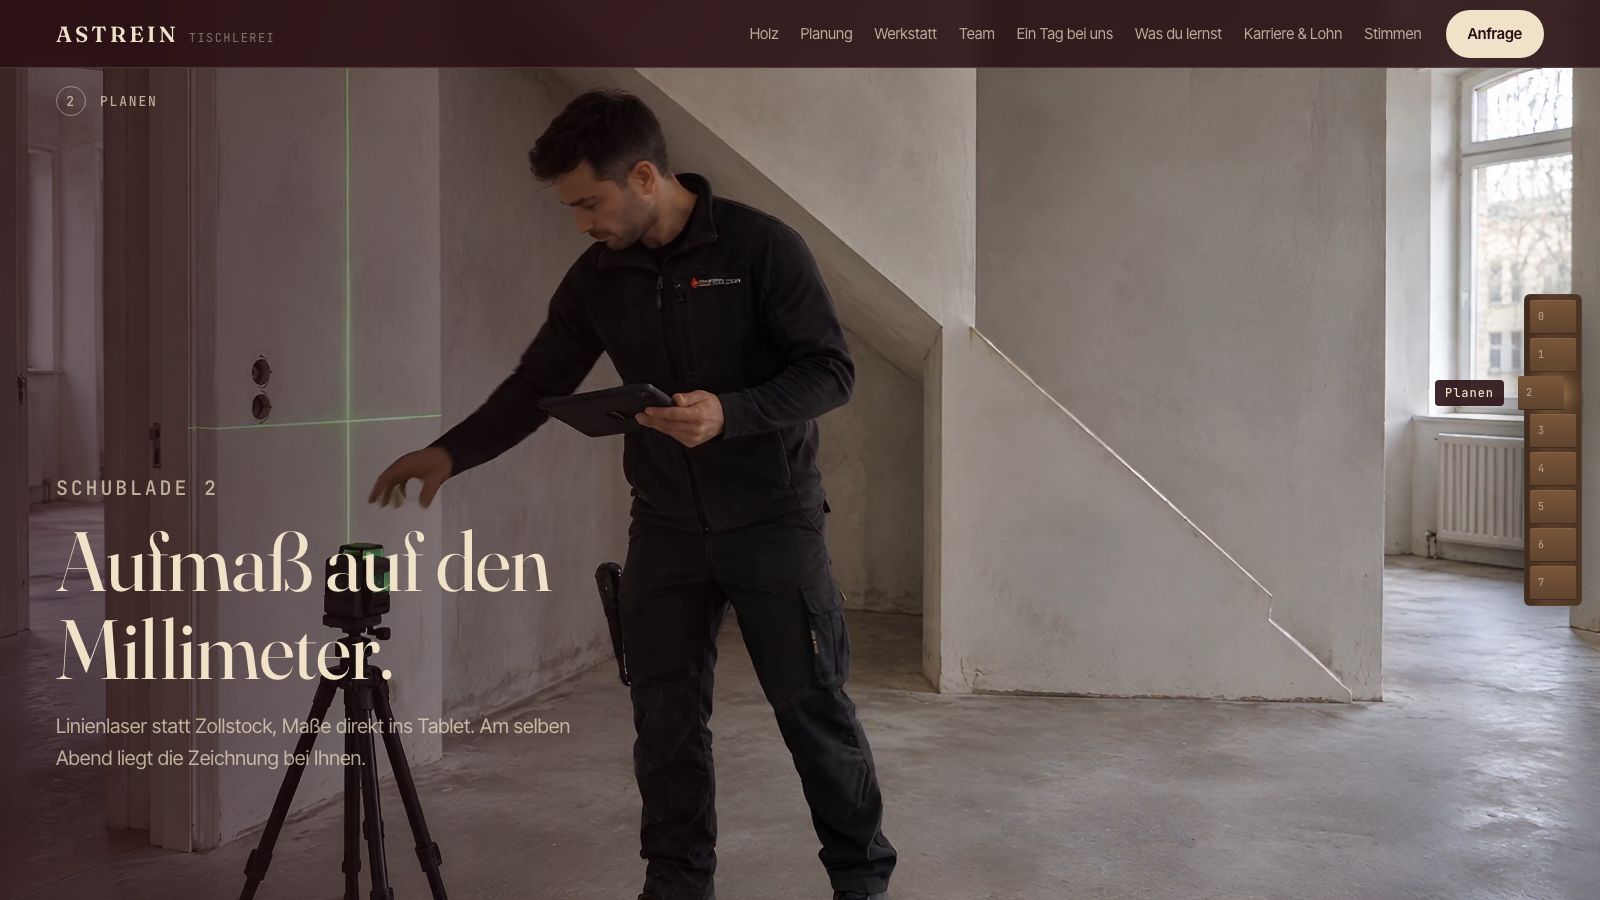 ASTREIN TISCHLEREI
Holz Planung Werkstatt Team Ein Tag bei uns Was du lernst Karriere & Lohn Stimmen Anfrage
2 PLANEN
0
1
Planen 2
3
4
5
6
7
SCHUBLADE 2
Aufmaß auf den
Millimeter.
Linienlaser statt Zollstock, Maße direkt ins Tablet. Am selben
Abend liegt die Zeichnung bei Ihnen.